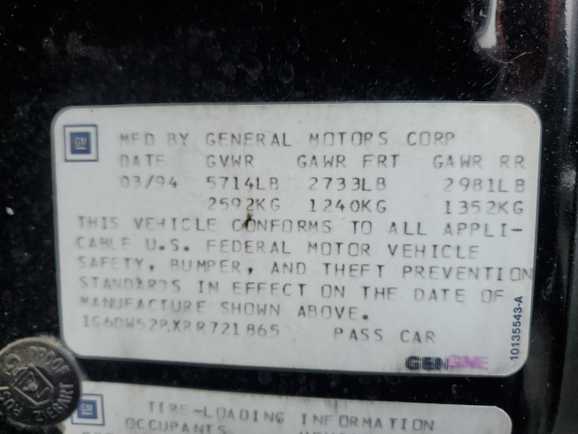 GM MFD BY GENERAL MOTORS CORP
DATE GVWR GAWR FRT GAWR RR
03/94 5714LB 2733LB 2981LB
2592KG 1240KG 1352KG
THIS VEHICLE CONFORMS TO ALL APPLI-
CABLE U.S. FEDERAL MOTOR VEHICLE
SAFETY, BUMPER, AND THEFT PREVENTION
STANDARDS IN EFFECT ON THE DATE OF
MANUFACTURE SHOWN ABOVE.
1G6DW52PXRR721865 PASS CAR
10135543-A
GM TIRE-LOADING INFORMATION
OCCUPANTS